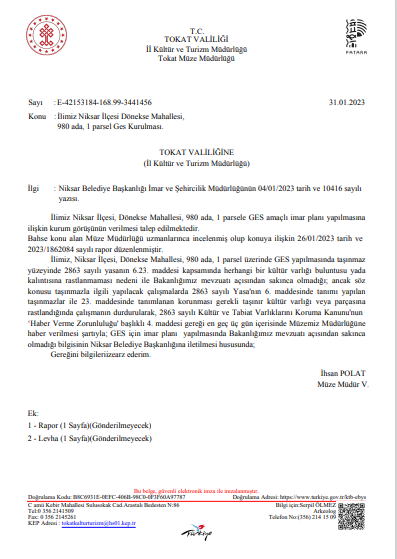 T.C.
TOKAT VALİLİĞİ
İl Kültür ve Turizm Müdürlüğü
Tokat Müze Müdürlüğü
PATARA
Sayı : E-42153184-168.99-3441456 31.01.2023
Konu : İlimiz Niksar İlçesi Dönekse Mahallesi,
980 ada, 1 parsel Ges Kurulması.
TOKAT VALİLİĞİNE
(İl Kültür ve Turizm Müdürlüğü)
İlgi : Niksar Belediye Başkanlığı İmar ve Şehircilik Müdürlüğünün 04/01/2023 tarih ve 10416 sayılı
yazısı.
İlimiz Niksar İlçesi, Dönekse Mahallesi, 980 ada, 1 parsele GES amaçlı imar planı yapılmasına
ilişkin kurum görüşünün verilmesi talep edilmektedir.
Bahse konu alan Müze Müdürlüğü uzmanlarınca incelenmiş olup konuya ilişkin 26/01/2023 tarih ve
2023/1862084 sayılı rapor düzenlenmiştir.
İlimiz, Niksar İlçesi, Dönekse Mahallesi, 980 ada, 1 parsel üzerinde GES yapılmasında taşınmaz
yüzeyinde 2863 sayılı yasanın 6.23. maddesi kapsamında herhangi bir kültür varlığı buluntusu yada
kalıntısına rastlanmaması nedeni ile Bakanlığımız mevzuatı açısından sakınca olmadığı; ancak söz
konusu taşınmazla ilgili yapılacak çalışmalarda 2863 sayılı Yasa'nın 6. maddesinde tanımı yapılan
taşınmazlar ile 23. maddesinde tanımlanan korunması gerekli taşınır kültür varlığı veya parçasına
rastlandığında çalışmanın durdurularak, 2863 sayılı Kültür ve Tabiat Varlıklarını Koruma Kanunu'nun
‘Haber Verme Zorunluluğu' başlıklı 4. maddesi gereği en geç üç gün içerisinde Müzemiz Müdürlüğüne
haber verilmesi şartıyla; GES için imar planı yapılmasında Bakanlığımız mevzuatı açısından sakınca
olmadığı bilgisinin Niksar Belediye Başkanlığına iletilmesi hususunda;
Gereğini bilgilerinize arz ederim.
İhsan POLAT
Müze Müdür V.
Ek:
1 - Rapor (1 Sayfa)(Gönderilmeyecek)
2 - Levha (1 Sayfa)(Gönderilmeyecek)
Bu belge, güvenli elektronik imza ile imzalanmıştır.
Doğrulama Adresi: https://www.turkiye.gov.tr/ktb-ebys
Cami Kebir Mahallesi Sulusokak Cad.Arastalı Bedesten N:86
Tel:0 356 2141509
Fax: 0 356 2145261
KEP Adresi : tokatkulturturizm@hs01.kep.tr
Bilgi için:Serpil ÖLMEZ
Arkeolog
Telefon No:(356) 214 15 09
Türkiye